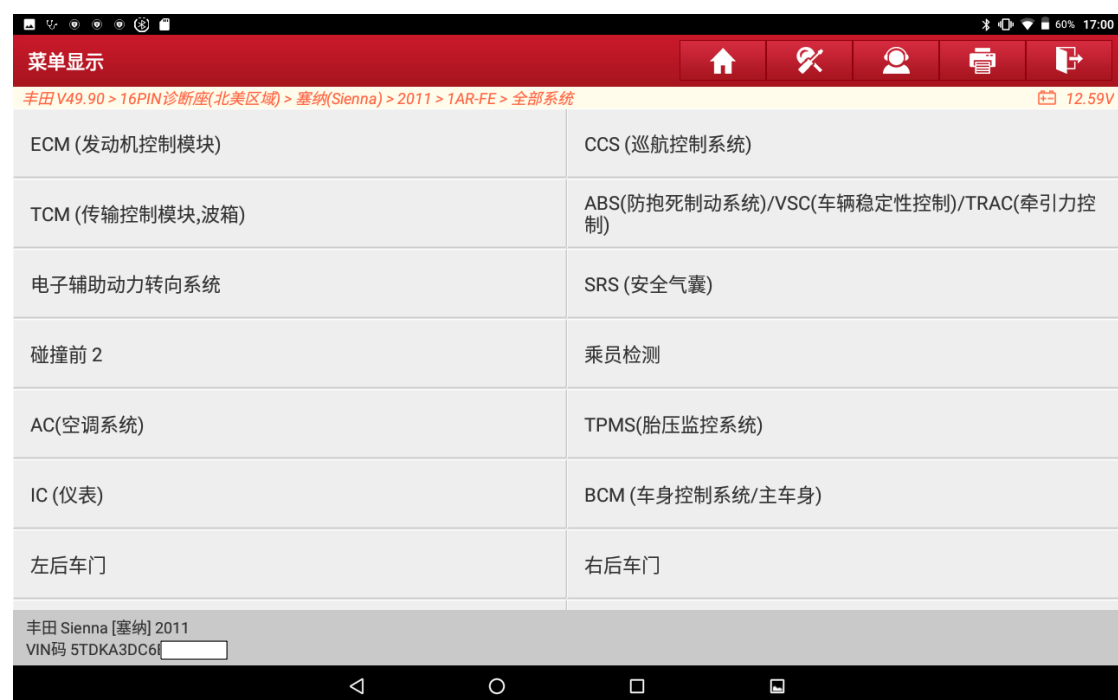 60% 17:00
菜单显示
丰田 V49.90 > 16PIN诊断座(北美区域) > 塞纳(Sienna) > 2011 > 1AR-FE > 全部系统
12.59V
ECM (发动机控制模块)
CCS (巡航控制系统)
TCM (传输控制模块,波箱)
ABS(防抱死制动系统)/VSC(车辆稳定性控制)/TRAC(牵引力控
制)
电子辅助动力转向系统
SRS (安全气囊)
碰撞前 2
乘员检测
AC(空调系统)
TPMS(胎压监控系统)
IC (仪表)
BCM (车身控制系统/主车身)
左后车门
右后车门
丰田 Sienna [塞纳] 2011
VIN码 5TDKA3DC6